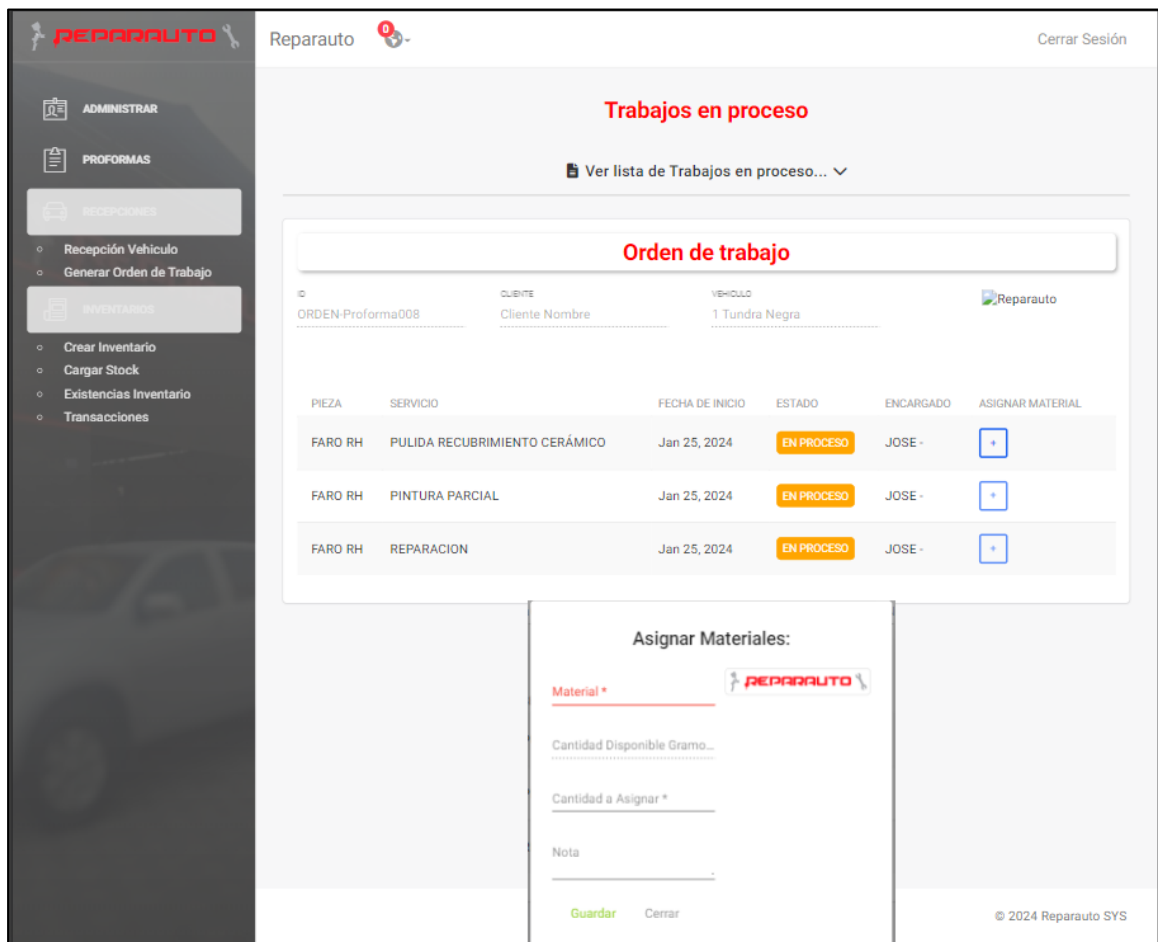 REPARAUTO
Reparauto 0 Cerrar Sesión
ADMINISTRAR
PROFORMAS
RECEPCIONES
Recepción Vehiculo
Generar Orden de Trabajo
INVENTARIOS
Crear Inventario
Cargar Stock
Existencias Inventario
Transacciones
Trabajos en proceso
Ver lista de Trabajos en proceso...
Orden de trabajo
ID CLIENTE VEHICULO
ORDEN-Proforma008 Cliente Nombre 1 Tundra Negra Reparauto
PIEZA SERVICIO FECHA DE INICIO ESTADO ENCARGADO ASIGNAR MATERIAL
FARO RH PULIDA RECUBRIMIENTO CERÁMICO Jan 25, 2024 EN PROCESO JOSE - +
FARO RH PINTURA PARCIAL Jan 25, 2024 EN PROCESO JOSE - +
FARO RH REPARACION Jan 25, 2024 EN PROCESO JOSE - +
Asignar Materiales:
REPARAUTO
Material *
Cantidad Disponible Gramo...
Cantidad a Asignar *
Nota
Guardar Cerrar
© 2024 Reparauto SYS